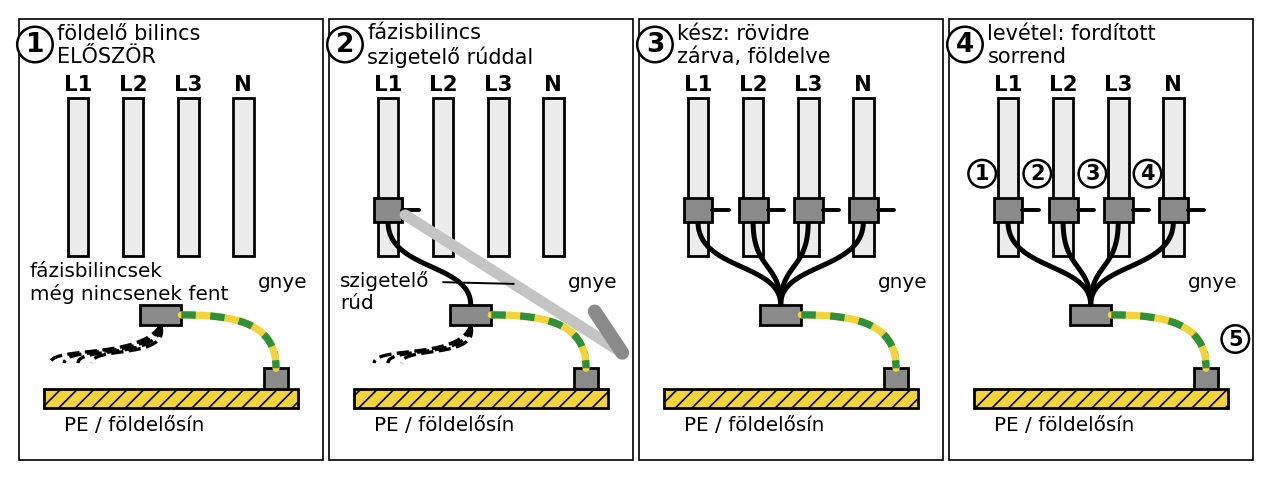 1
földelő bilincs
ELŐSZÖR
L1 L2 L3 N
fázisbilincsek
még nincsenek fent
gnye
PE / földelősín
2
fázisbilincs
szigetelő rúddal
L1 L2 L3 N
szigetelő
rúd
gnye
PE / földelősín
3
kész: rövidre
zárva, földelve
L1 L2 L3 N
gnye
PE / földelősín
4
levétel: fordított
sorrend
L1 L2 L3 N
1 2 3 4
gnye
5
PE / földelősín